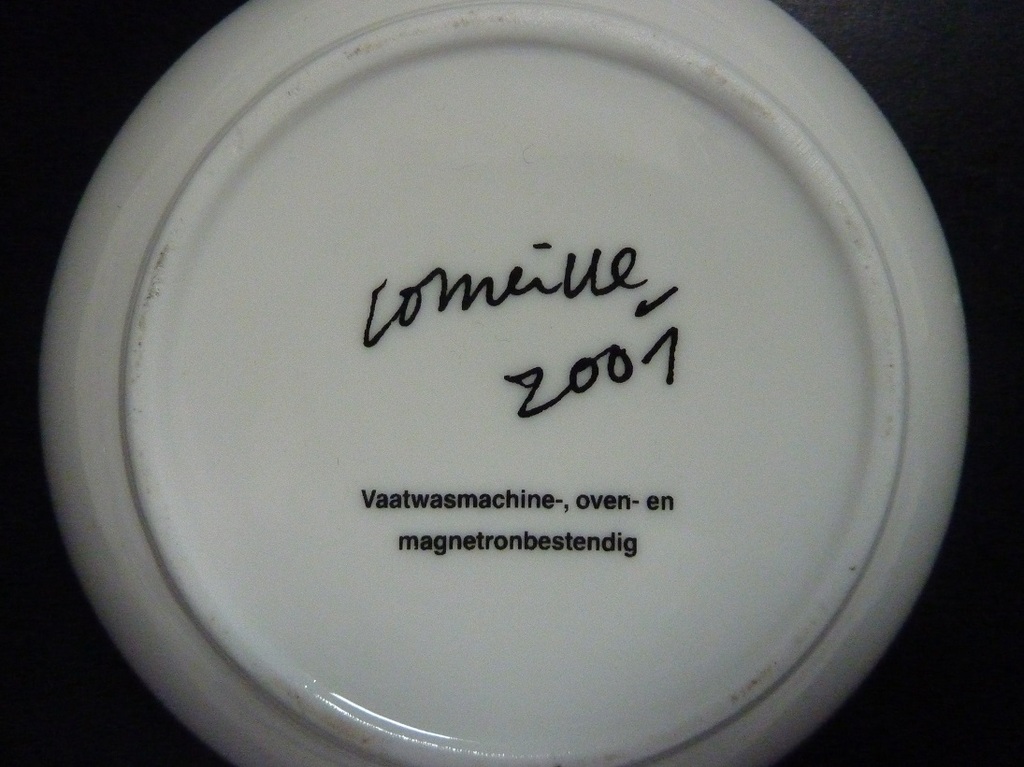 Corneille
2001
Vaatwasmachine-, oven- en
magnetronbestendig